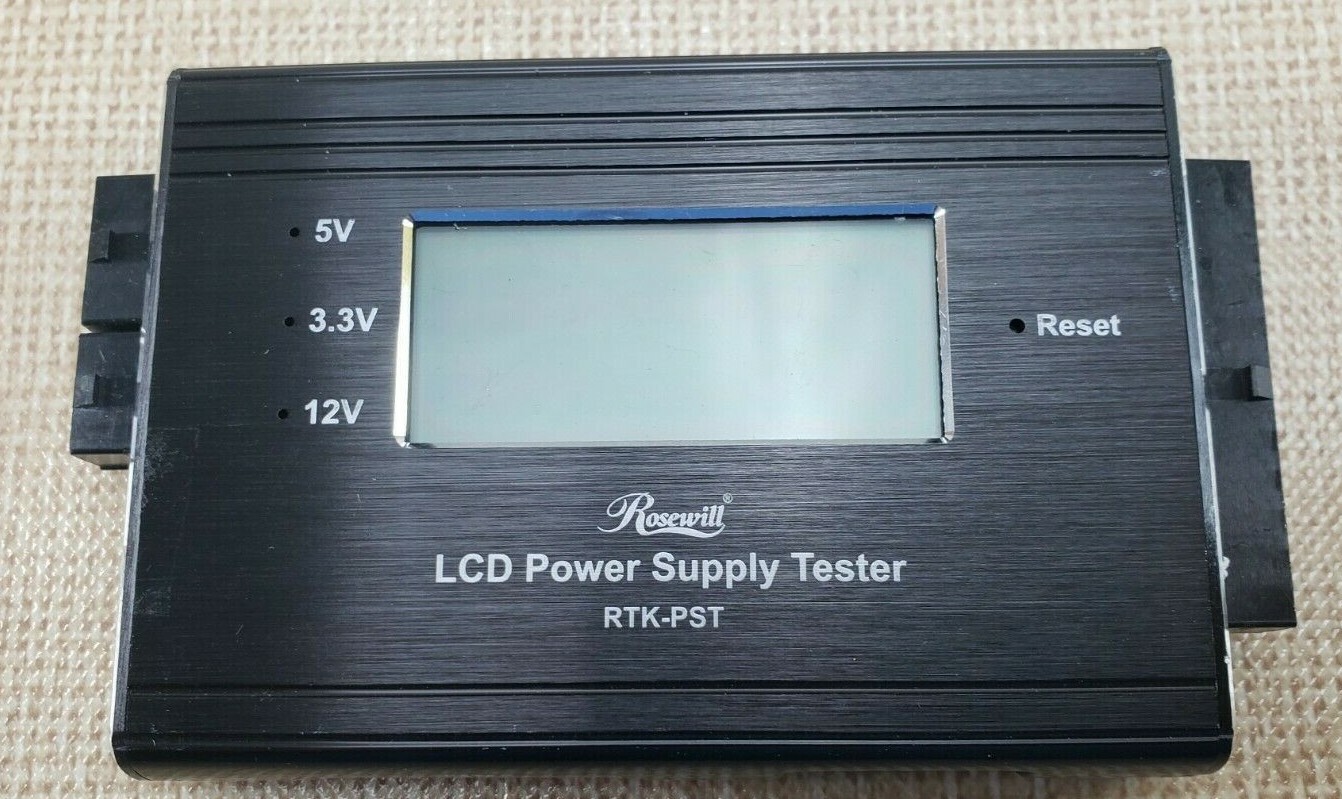 5V
3.3V
12V
Reset
Rosewill®
LCD Power Supply Tester
RTK-PST